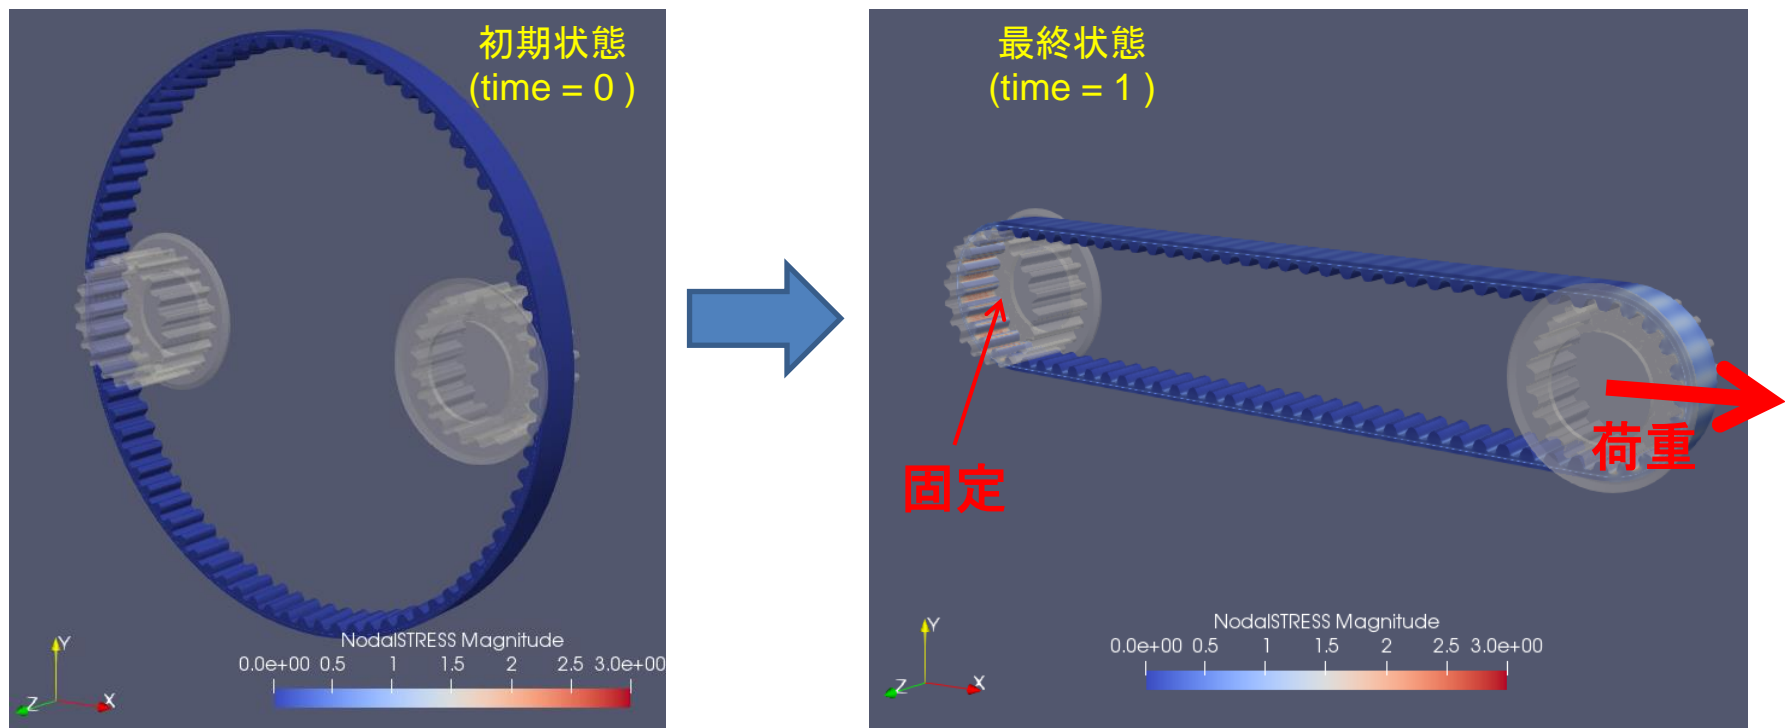 初期状態
(time = 0 )
NodalSTRESS Magnitude
0.0e+00 0.5 1 1.5 2 2.5 3.0e+00
Y
Z
X
最終状態
(time = 1 )
固定
荷重
NodalSTRESS Magnitude
0.0e+00 0.5 1 1.5 2 2.5 3.0e+00
Y
Z
X